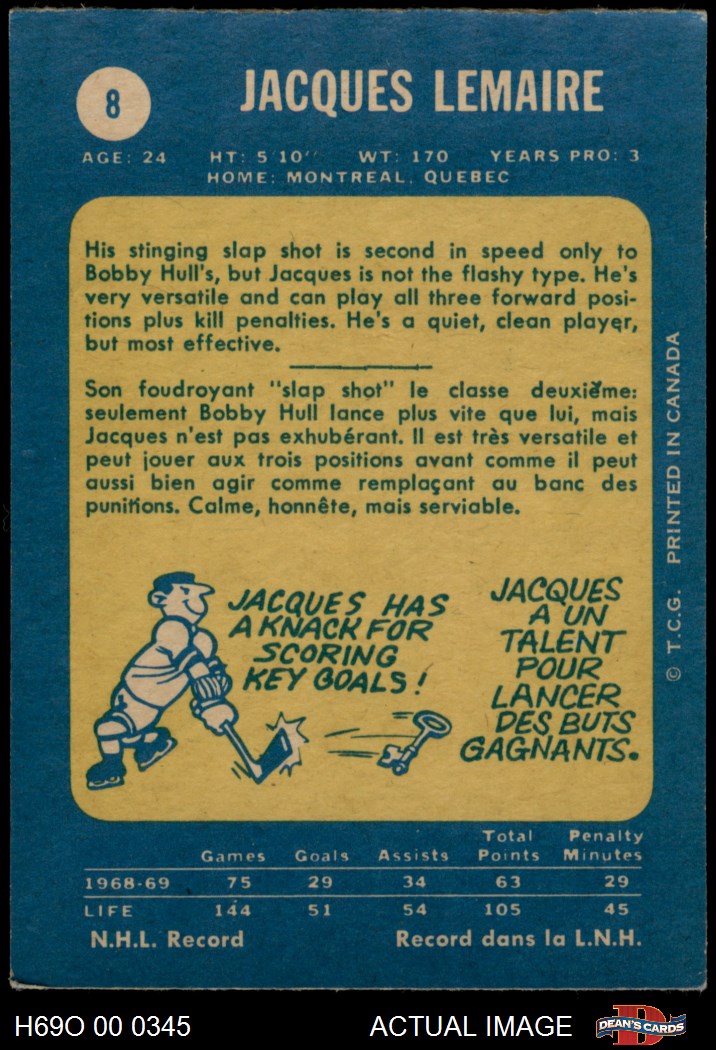 8
JACQUES LEMAIRE
AGE: 24 HT: 5'10'' WT: 170 YEARS PRO: 3
HOME: MONTREAL, QUEBEC
His stinging slap shot is second in speed only to
Bobby Hull's, but Jacques is not the flashy type. He's
very versatile and can play all three forward posi-
tions plus kill penalties. He's a quiet, clean player,
but most effective.
Son foudroyant "slap shot" le classe deuxième:
seulement Bobby Hull lance plus vite que lui, mais
Jacques n'est pas exhubérant. Il est très versatile et
peut jouer aux trois positions avant comme il peut
aussi bien agir comme remplaçant au banc des
punitions. Calme, honnête, mais serviable.
JACQUES HAS
A KNACK FOR
SCORING
KEY GOALS!
JACQUES
A UN
TALENT
POUR
LANCER
DES BUTS
GAGNANTS.
© T.C.G. PRINTED IN CANADA
Games Goals Assists Total Points Penalty Minutes
1968-69 75 29 34 63 29
LIFE 144 51 54 105 45
N.H.L. Record Record dans la L.N.H.
H69O 00 0345 ACTUAL IMAGE D DEAN'S CARDS